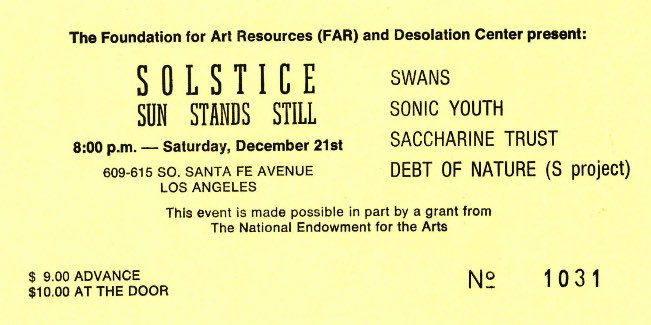 The Foundation for Art Resources (FAR) and Desolation Center present:
SOLSTICE
SUN STANDS STILL
8:00 p.m. — Saturday, December 21st
609-615 SO. SANTA FE AVENUE
LOS ANGELES
SWANS
SONIC YOUTH
SACCHARINE TRUST
DEBT OF NATURE (S project)
This event is made possible in part by a grant from
The National Endowment for the Arts
$ 9.00 ADVANCE
$10.00 AT THE DOOR
Nº 1031